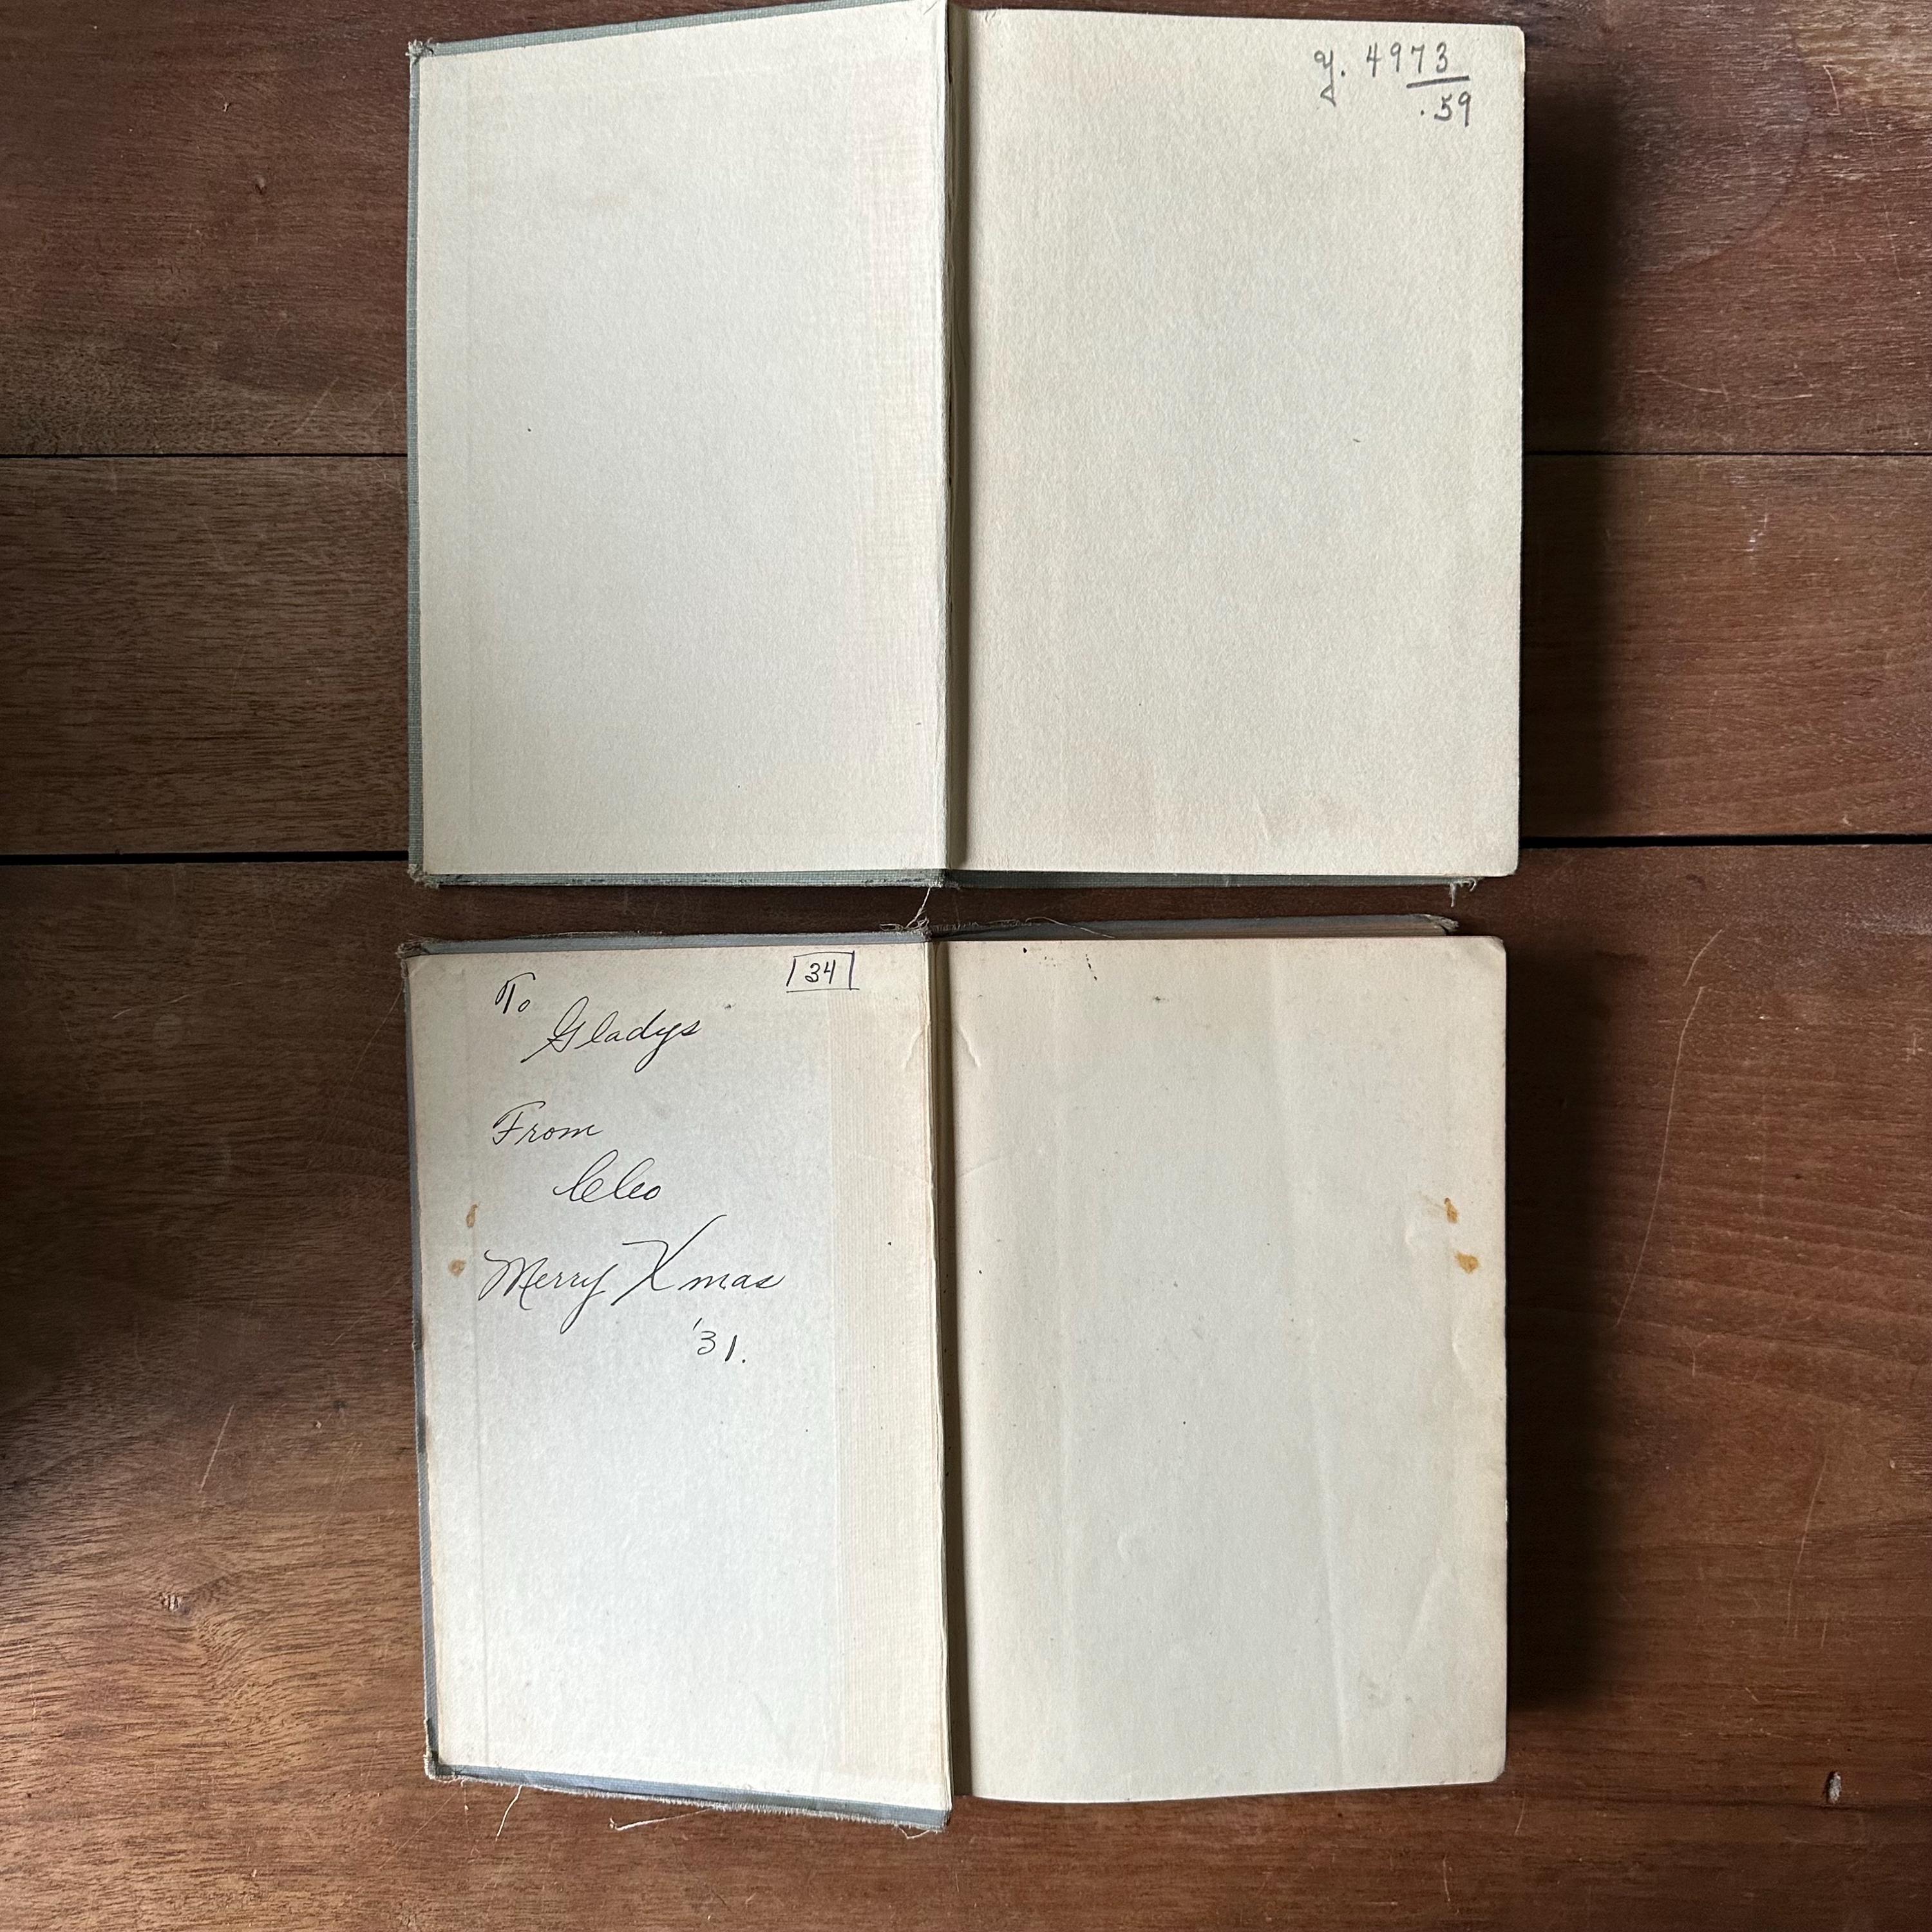 y. 4973
.59
34
To
Gladys
From
Cleo
Merry Xmas
'31.